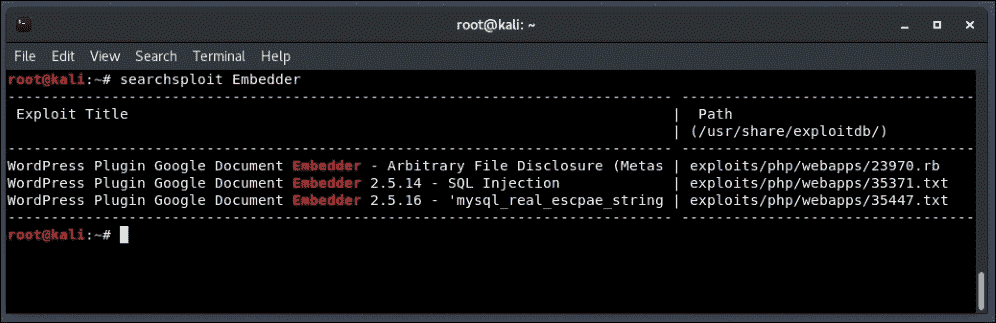 root@kali: ~
File Edit View Search Terminal Help
root@kali:~# searchsploit Embedder
--------------------------------------------------------------------------------- ----------------------------------
Exploit Title | Path
| (/usr/share/exploitdb/)
--------------------------------------------------------------------------------- ----------------------------------
WordPress Plugin Google Document Embedder - Arbitrary File Disclosure (Metas | exploits/php/webapps/23970.rb
WordPress Plugin Google Document Embedder 2.5.14 - SQL Injection | exploits/php/webapps/35371.txt
WordPress Plugin Google Document Embedder 2.5.16 - 'mysql_real_escpae_string | exploits/php/webapps/35447.txt
--------------------------------------------------------------------------------- ----------------------------------
root@kali:~#